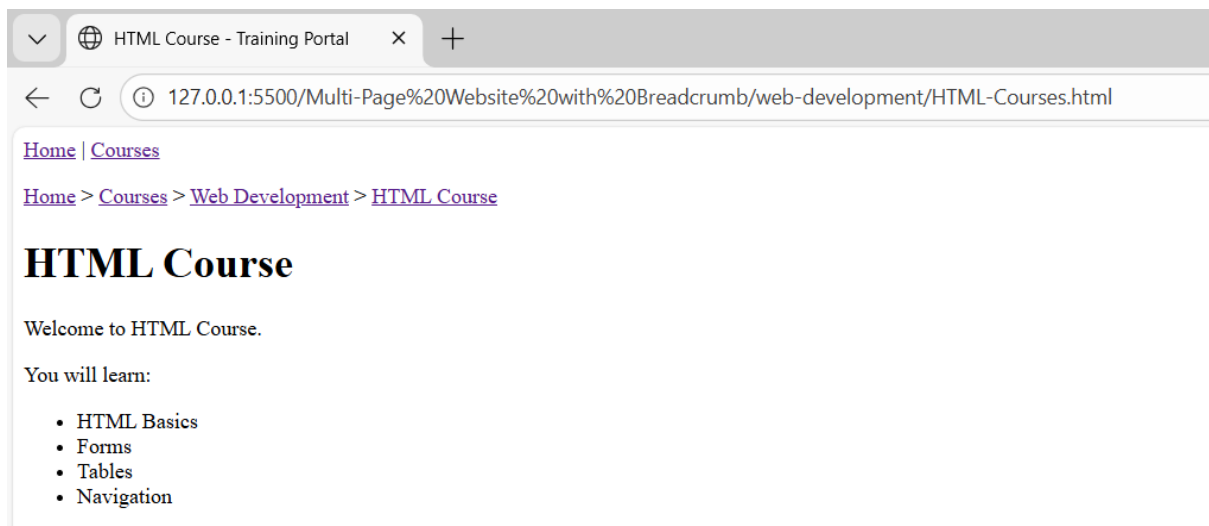 HTML Course - Training Portal
127.0.0.1:5500/Multi-Page%20Website%20with%20Breadcrumb/web-development/HTML-Courses.html
Home | Courses
Home > Courses > Web Development > HTML Course
HTML Course
Welcome to HTML Course.
You will learn:
• HTML Basics
• Forms
• Tables
• Navigation